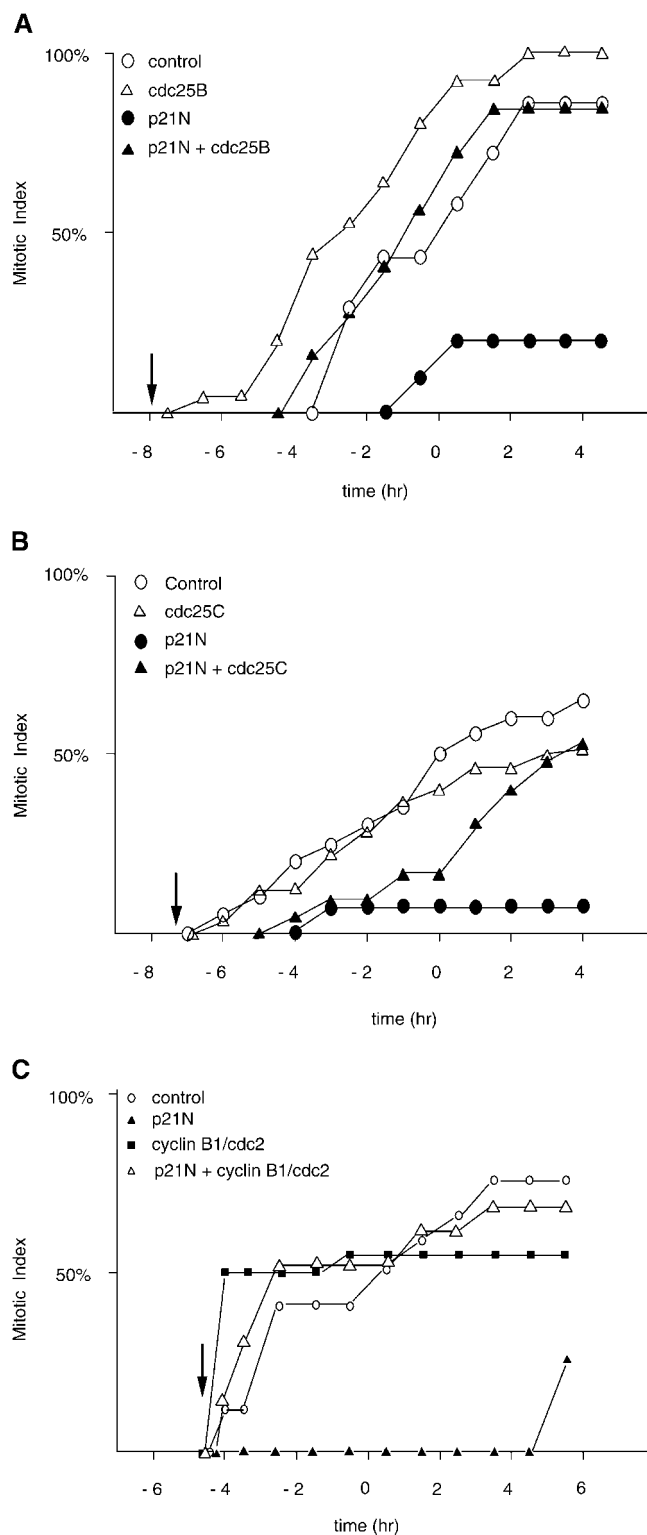 A
100%
control
cdc25B
p21N
p21N + cdc25B
50%
Mitotic Index
- 8 - 6 - 4 - 2 0 2 4
time (hr)
B
100%
Control
cdc25C
p21N
p21N + cdc25C
50%
Mitotic Index
- 8 - 6 - 4 - 2 0 2 4
time (hr)
C
100%
control
p21N
cyclin B1/cdc2
p21N + cyclin B1/cdc2
50%
Mitotic Index
- 6 - 4 - 2 0 2 4 6
time (hr)